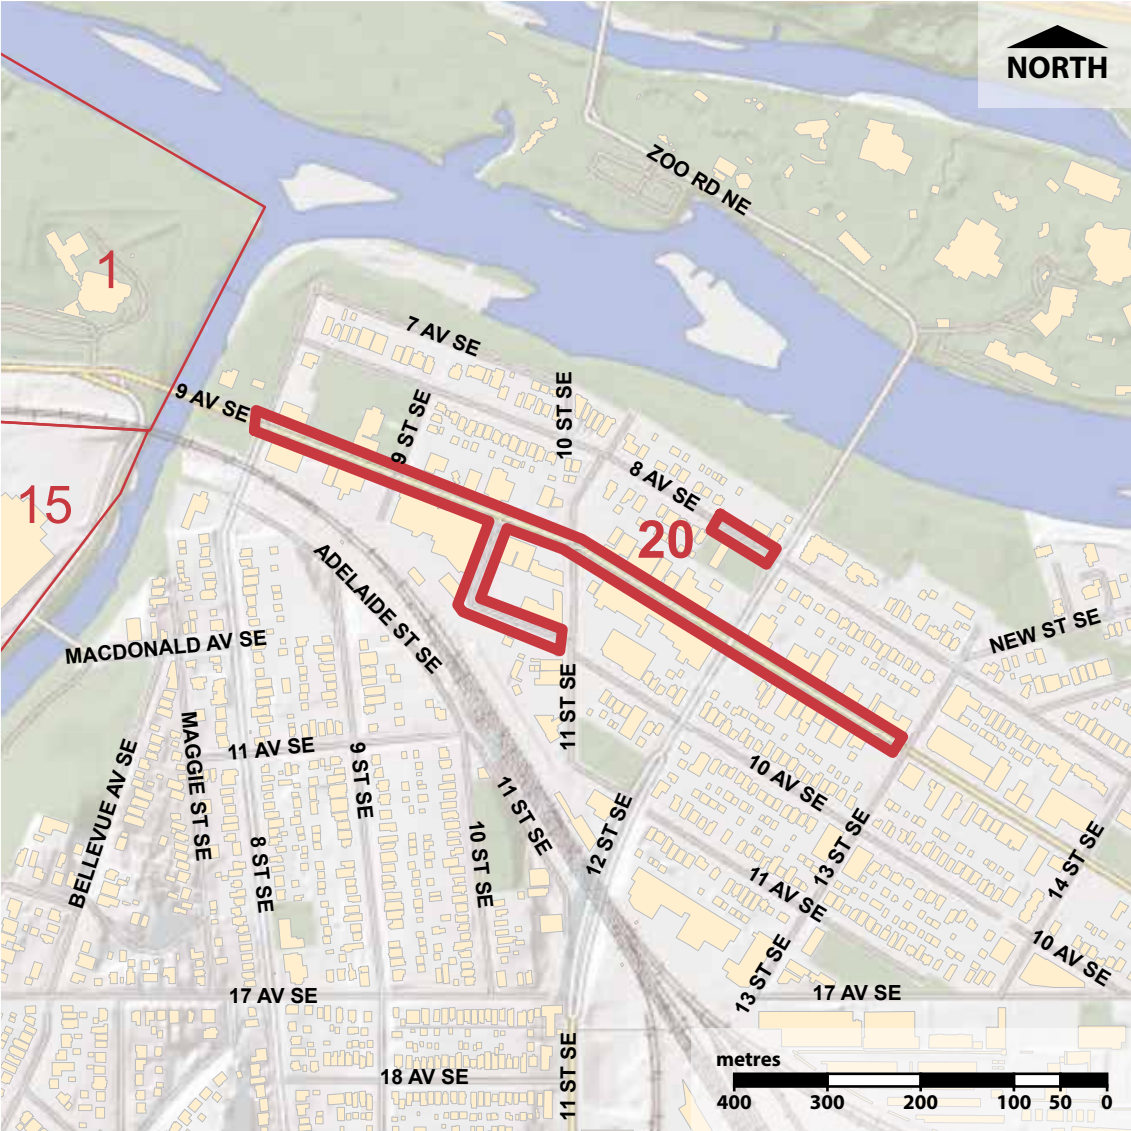 NORTH
ZOO RD NE
1
7 AV SE
9 AV SE
9 ST SE
10 ST SE
8 AV SE
15
20
ADELAIDE ST SE
MACDONALD AV SE
NEW ST SE
11 ST SE
MAGGIE ST SE
11 AV SE
9 ST SE
BELLEVUE AV SE
10 AV SE
11 ST SE
12 ST SE
13 ST SE
8 ST SE
10 ST SE
14 ST SE
11 AV SE
10 AV SE
13 ST SE
17 AV SE
17 AV SE
11 ST SE
18 AV SE
metres
400 300 200 100 50 0